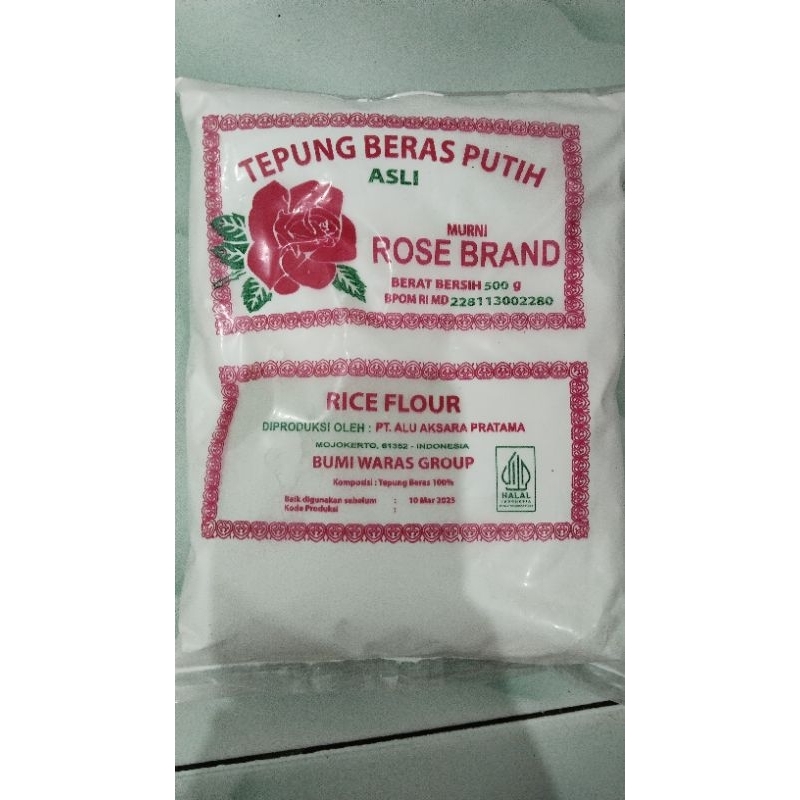 TEPUNG BERAS PUTIH
ASLI
MURNI
ROSE BRAND
BERAT BERSIH 500 g
BPOM RI MD 228113002280
RICE FLOUR
DIPRODUKSI OLEH : PT. ALU AKSARA PRATAMA
MOJOKERTO, 61352 - INDONESIA
BUMI WARAS GROUP
Komposisi : Tepung Beras 100%
Baik digunakan sebelum : 10 Mar 2025
Kode Produksi :
HALAL
INDONESIA